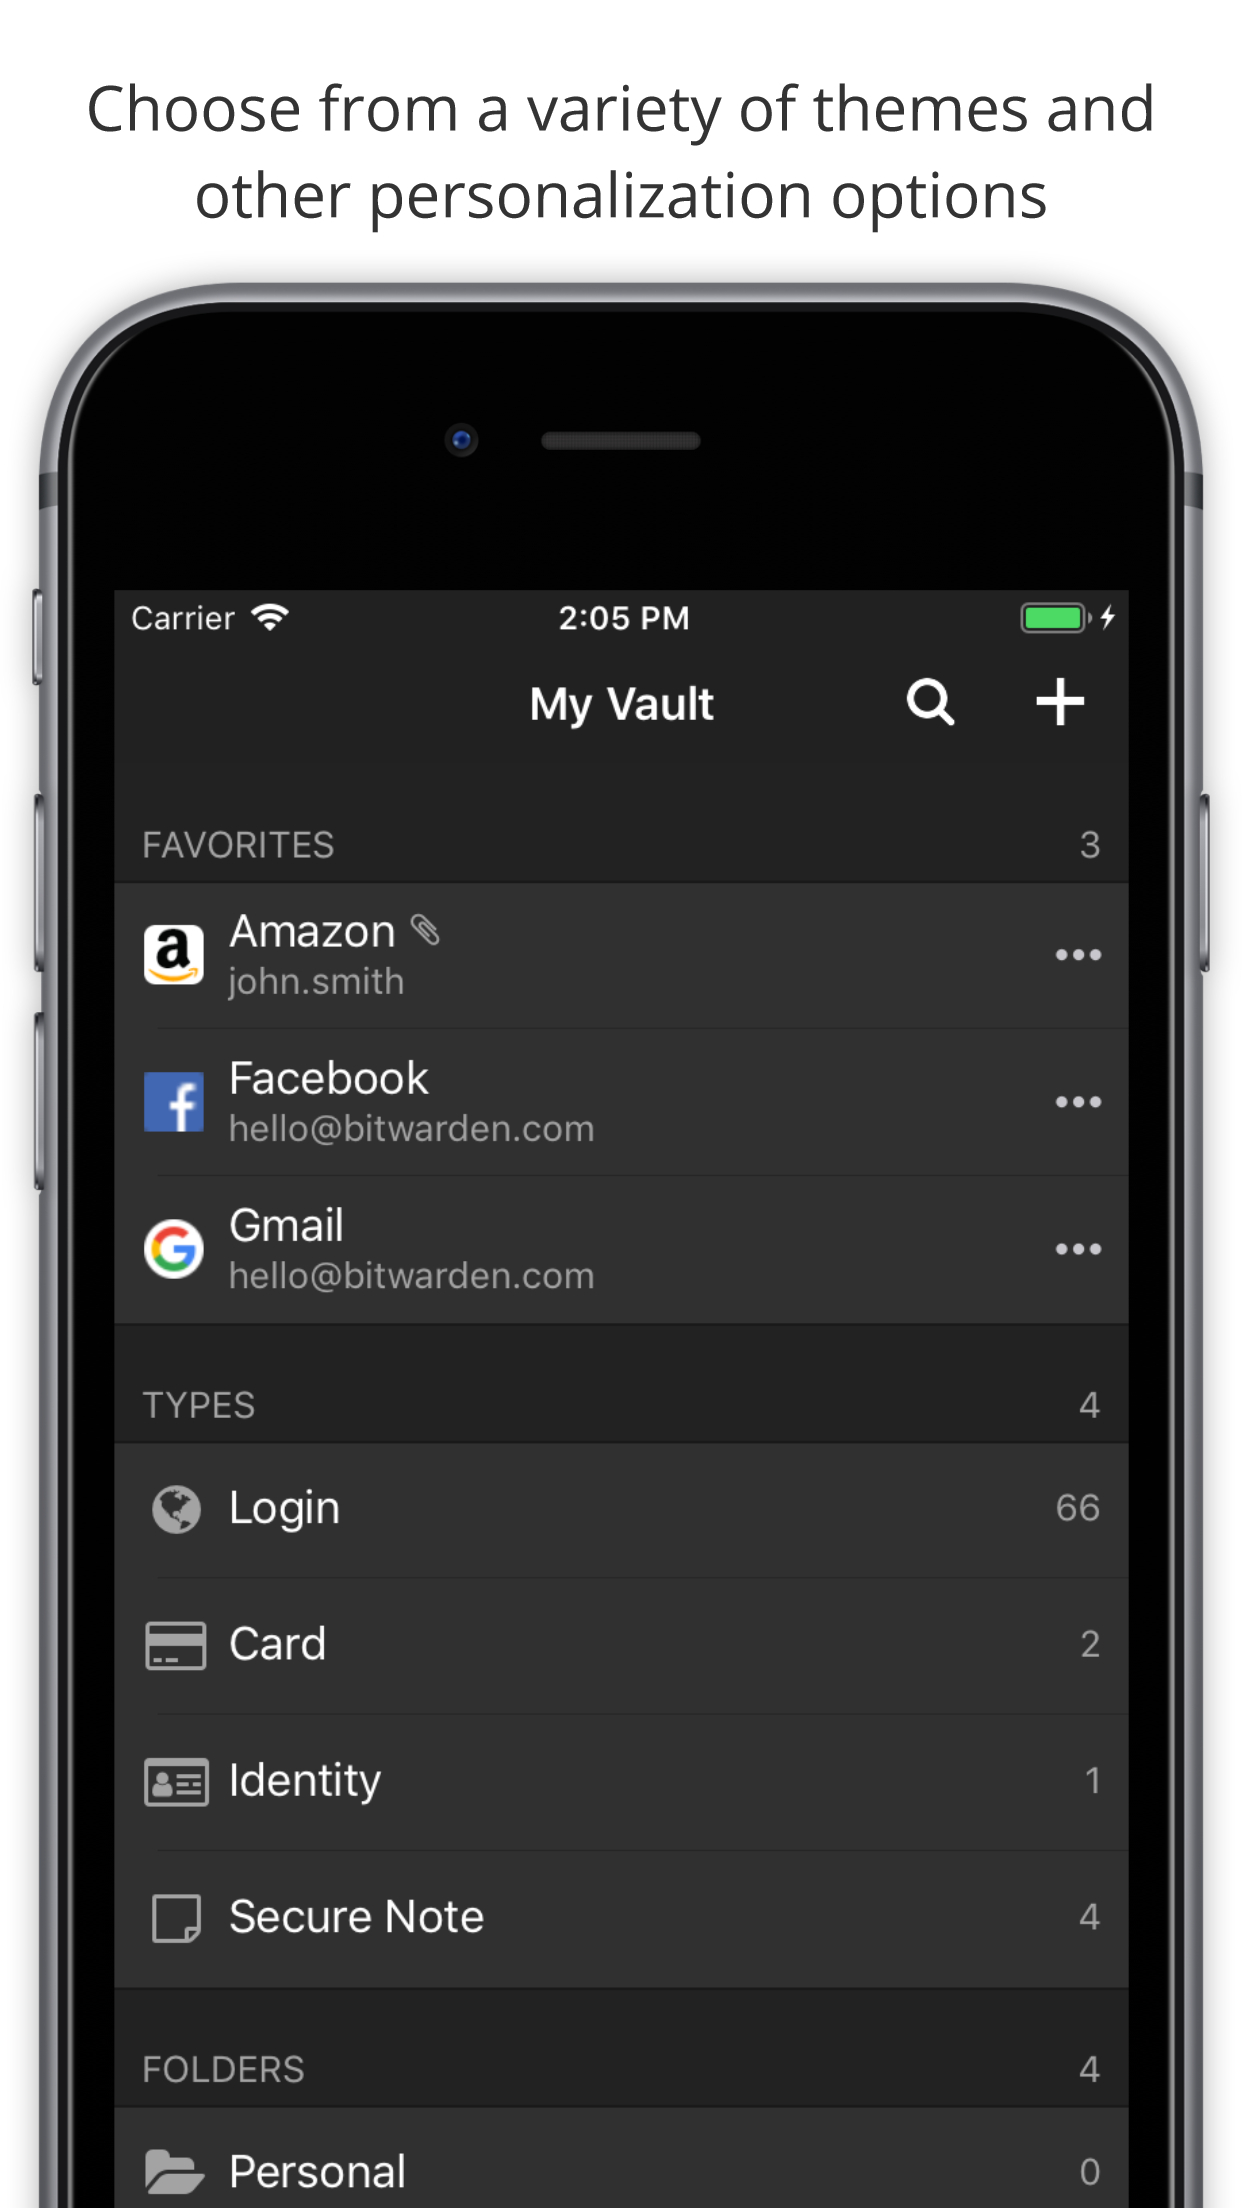 Choose from a variety of themes and
other personalization options
Carrier 2:05 PM
My Vault
FAVORITES 3
Amazon
john.smith
Facebook
hello@bitwarden.com
Gmail
hello@bitwarden.com
TYPES 4
Login 66
Card 2
Identity 1
Secure Note 4
FOLDERS 4
Personal 0